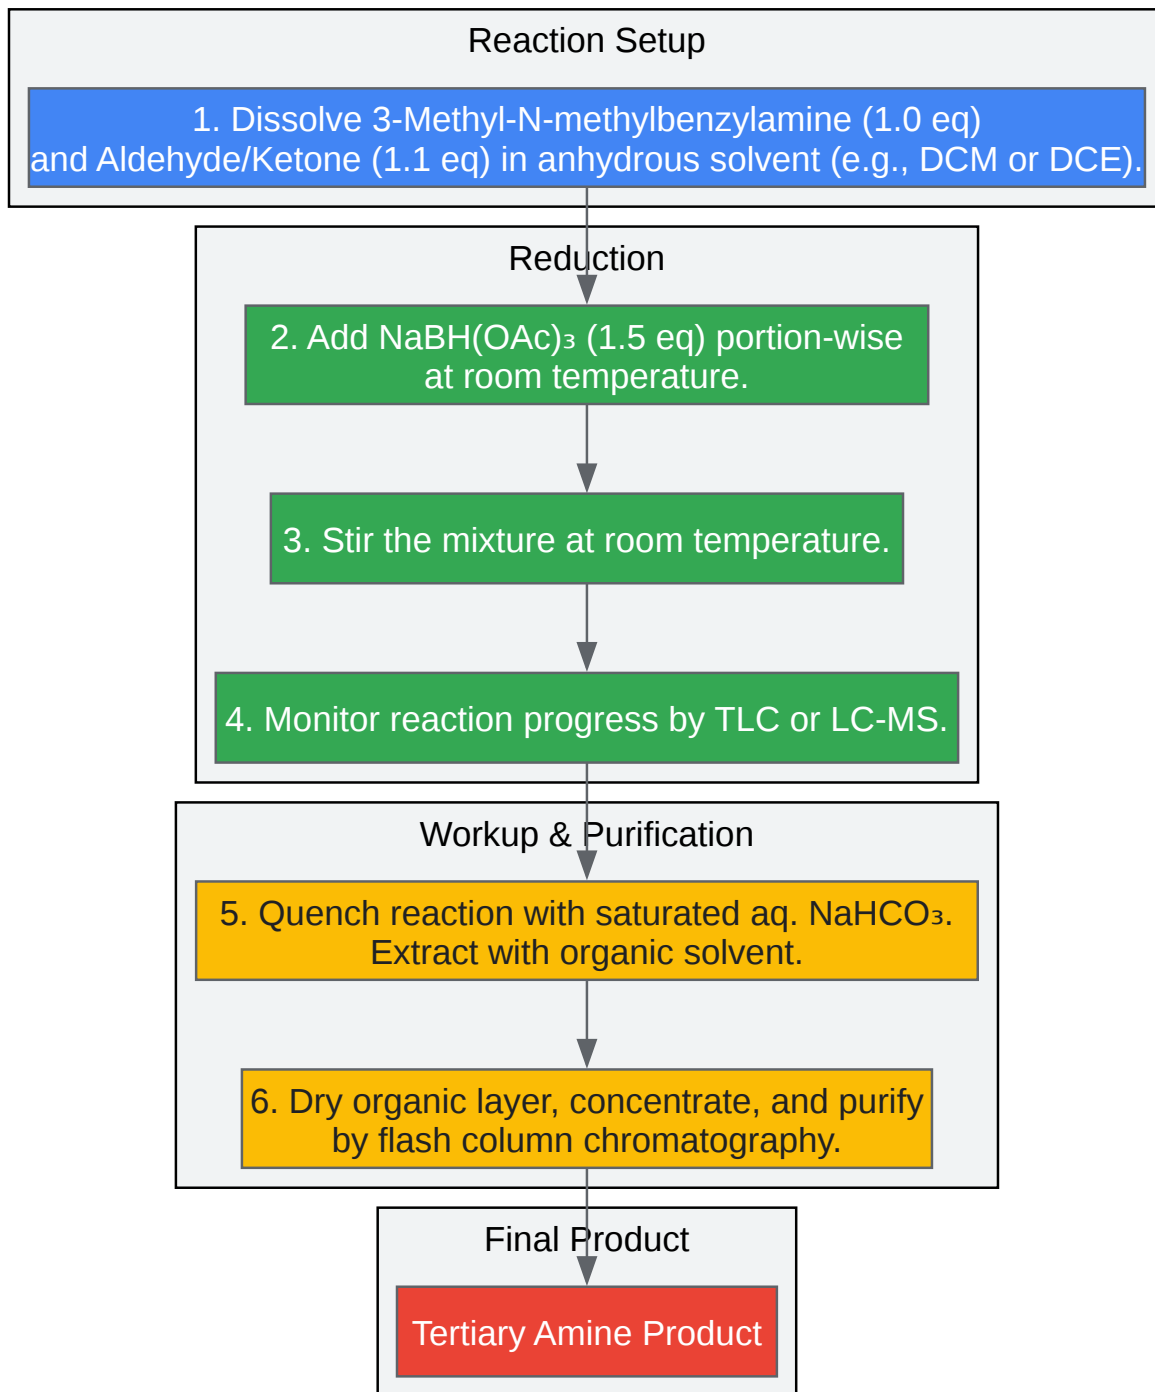 Reaction Setup
1. Dissolve 3-Methyl-N-methylbenzylamine (1.0 eq)
and Aldehyde/Ketone (1.1 eq) in anhydrous solvent (e.g., DCM or DCE).
Reduction
2. Add NaBH(OAc)₃ (1.5 eq) portion-wise
at room temperature.
3. Stir the mixture at room temperature.
4. Monitor reaction progress by TLC or LC-MS.
Workup & Purification
5. Quench reaction with saturated aq. NaHCO₃.
Extract with organic solvent.
6. Dry organic layer, concentrate, and purify
by flash column chromatography.
Final Product
Tertiary Amine Product